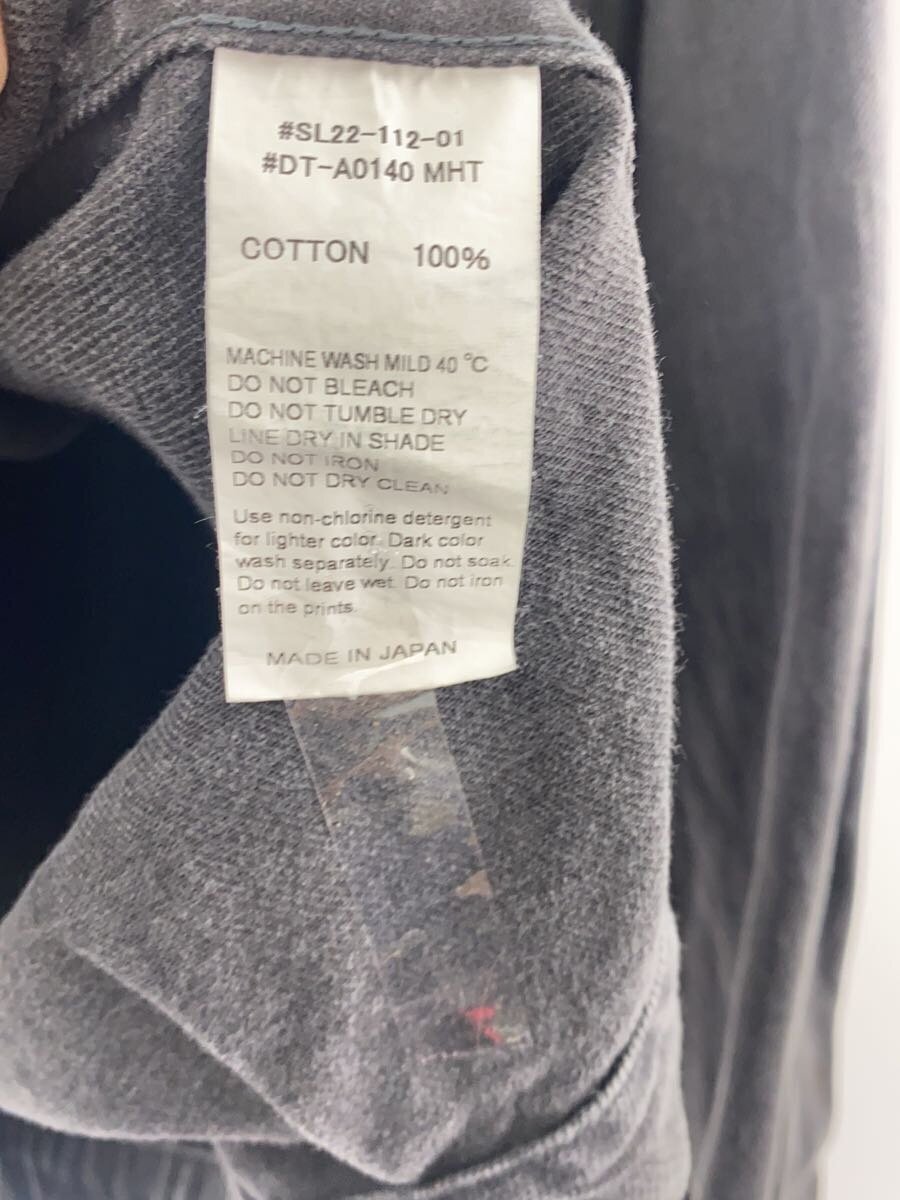 #SL22-112-01
#DT-A0140 MHT
COTTON 100%
MACHINE WASH MILD 40 °C
DO NOT BLEACH
DO NOT TUMBLE DRY
LINE DRY IN SHADE
DO NOT IRON
DO NOT DRY CLEAN
Use non-chlorine detergent
for lighter color. Dark color
wash separately. Do not soak.
Do not leave wet. Do not iron
on the prints.
MADE IN JAPAN